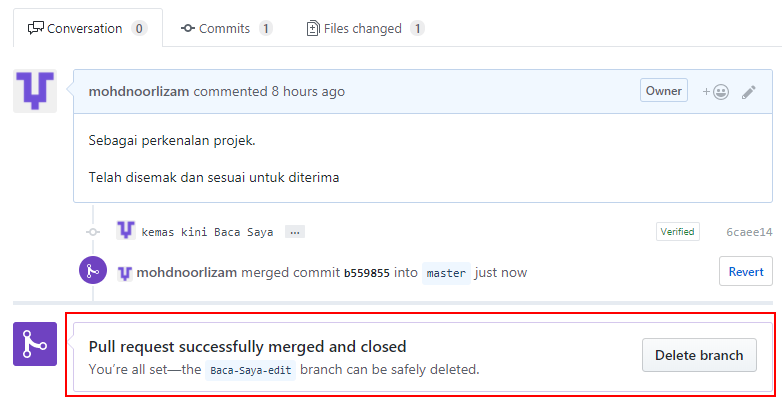 Conversation 0 Commits 1 Files changed 1
mohdnoorlizam commented 8 hours ago Owner
Sebagai perkenalan projek.
Telah disemak dan sesuai untuk diterima
kemas kini Baca Saya ... Verified 6caee14
mohdnoorlizam merged commit b559855 into master just now Revert
Pull request successfully merged and closed
You're all set—the Baca-Saya-edit branch can be safely deleted.
Delete branch